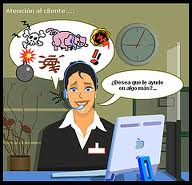 Atención al cliente....:
¿Desea que le ayude
en algo más?...